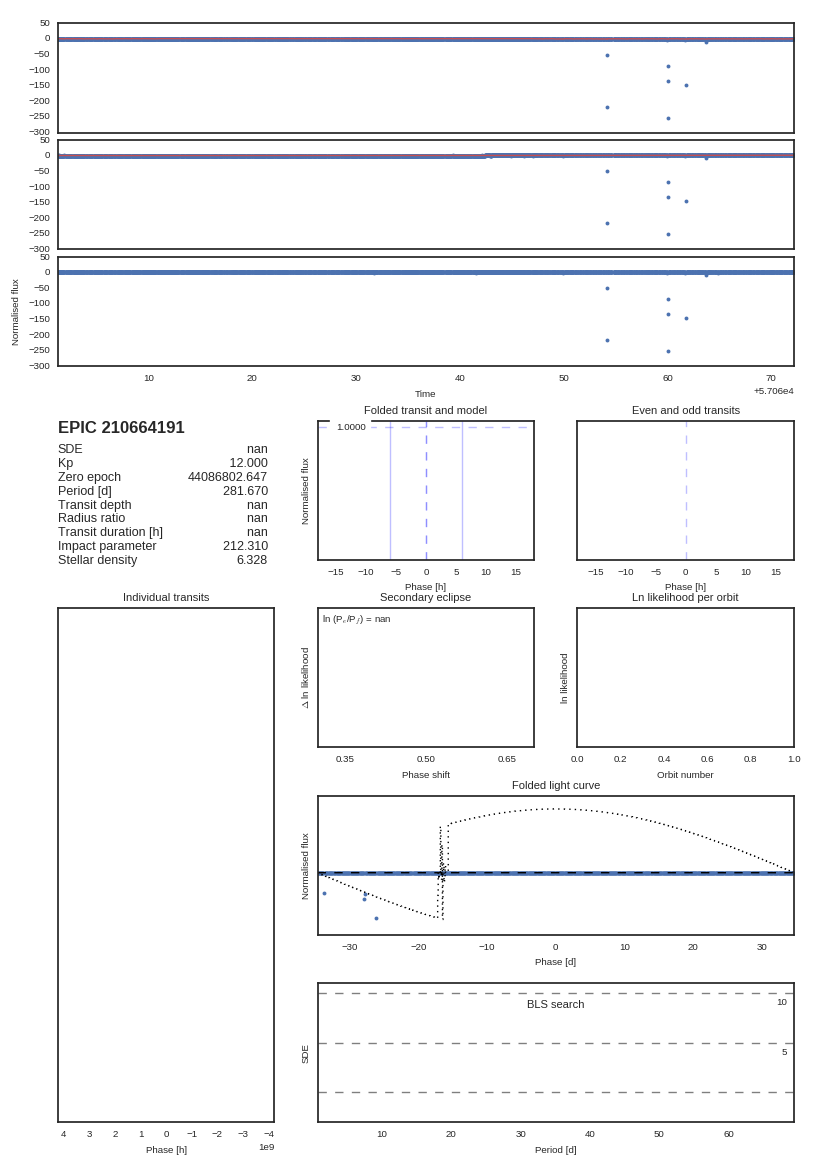 50
0
−50
−100
−150
−200
−250
−300
50
0
−50
−100
−150
−200
−250
−300
50
0
−50
−100
−150
−200
−250
−300
Normalised flux
10 20 30 40 50 60 70
Time
+5.706e4
EPIC 210664191
SDE nan
Kp 12.000
Zero epoch 44086802.647
Period [d] 281.670
Transit depth nan
Radius ratio nan
Transit duration [h] nan
Impact parameter 212.310
Stellar density 6.328
Folded transit and model
1.0000
Normalised flux
−15 −10 −5 0 5 10 15
Phase [h]
Even and odd transits
−15 −10 −5 0 5 10 15
Phase [h]
Individual transits
4 3 2 1 0 −1 −2 −3 −4
1e9
Phase [h]
Secondary eclipse
ln (Pₑ/P𝑓) = nan
Δ ln likelihood
0.35 0.50 0.65
Phase shift
Ln likelihood per orbit
ln likelihood
0.0 0.2 0.4 0.6 0.8 1.0
Orbit number
Folded light curve
Normalised flux
−30 −20 −10 0 10 20 30
Phase [d]
BLS search
10
5
SDE
10 20 30 40 50 60
Period [d]